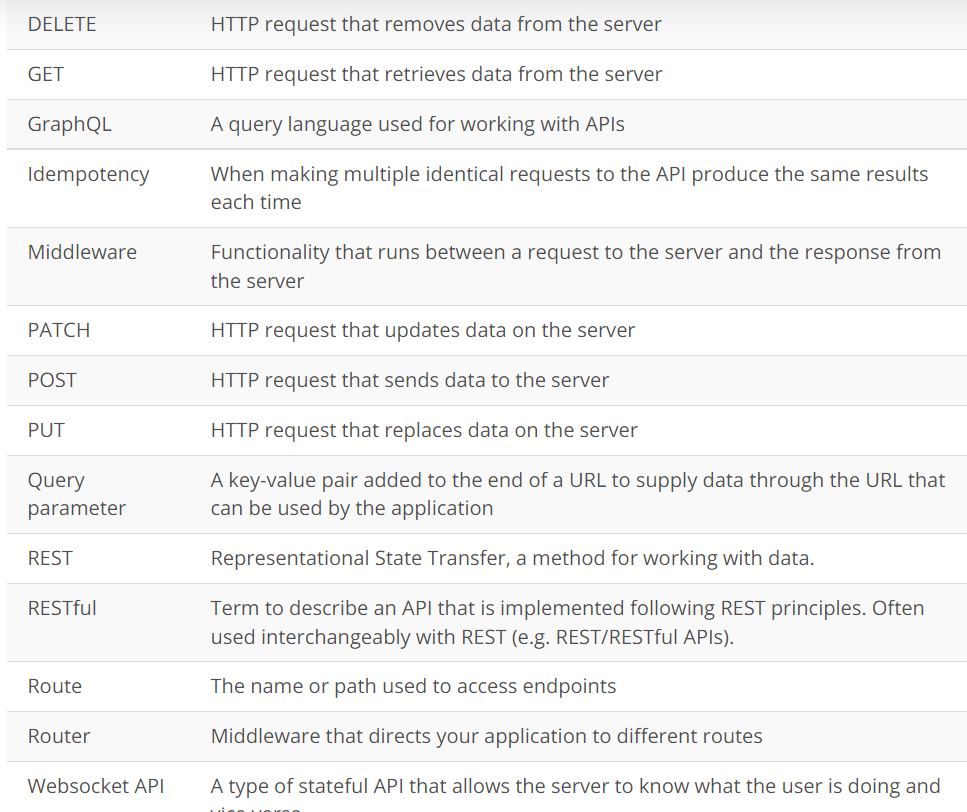 DELETE HTTP request that removes data from the server
GET HTTP request that retrieves data from the server
GraphQL A query language used for working with APIs
Idempotency When making multiple identical requests to the API produce the same results
each time
Middleware Functionality that runs between a request to the server and the response from
the server
PATCH HTTP request that updates data on the server
POST HTTP request that sends data to the server
PUT HTTP request that replaces data on the server
Query A key-value pair added to the end of a URL to supply data through the URL that
parameter can be used by the application
REST Representational State Transfer, a method for working with data.
RESTful Term to describe an API that is implemented following REST principles. Often
used interchangeably with REST (e.g. REST/RESTful APIs).
Route The name or path used to access endpoints
Router Middleware that directs your application to different routes
Websocket API A type of stateful API that allows the server to know what the user is doing and